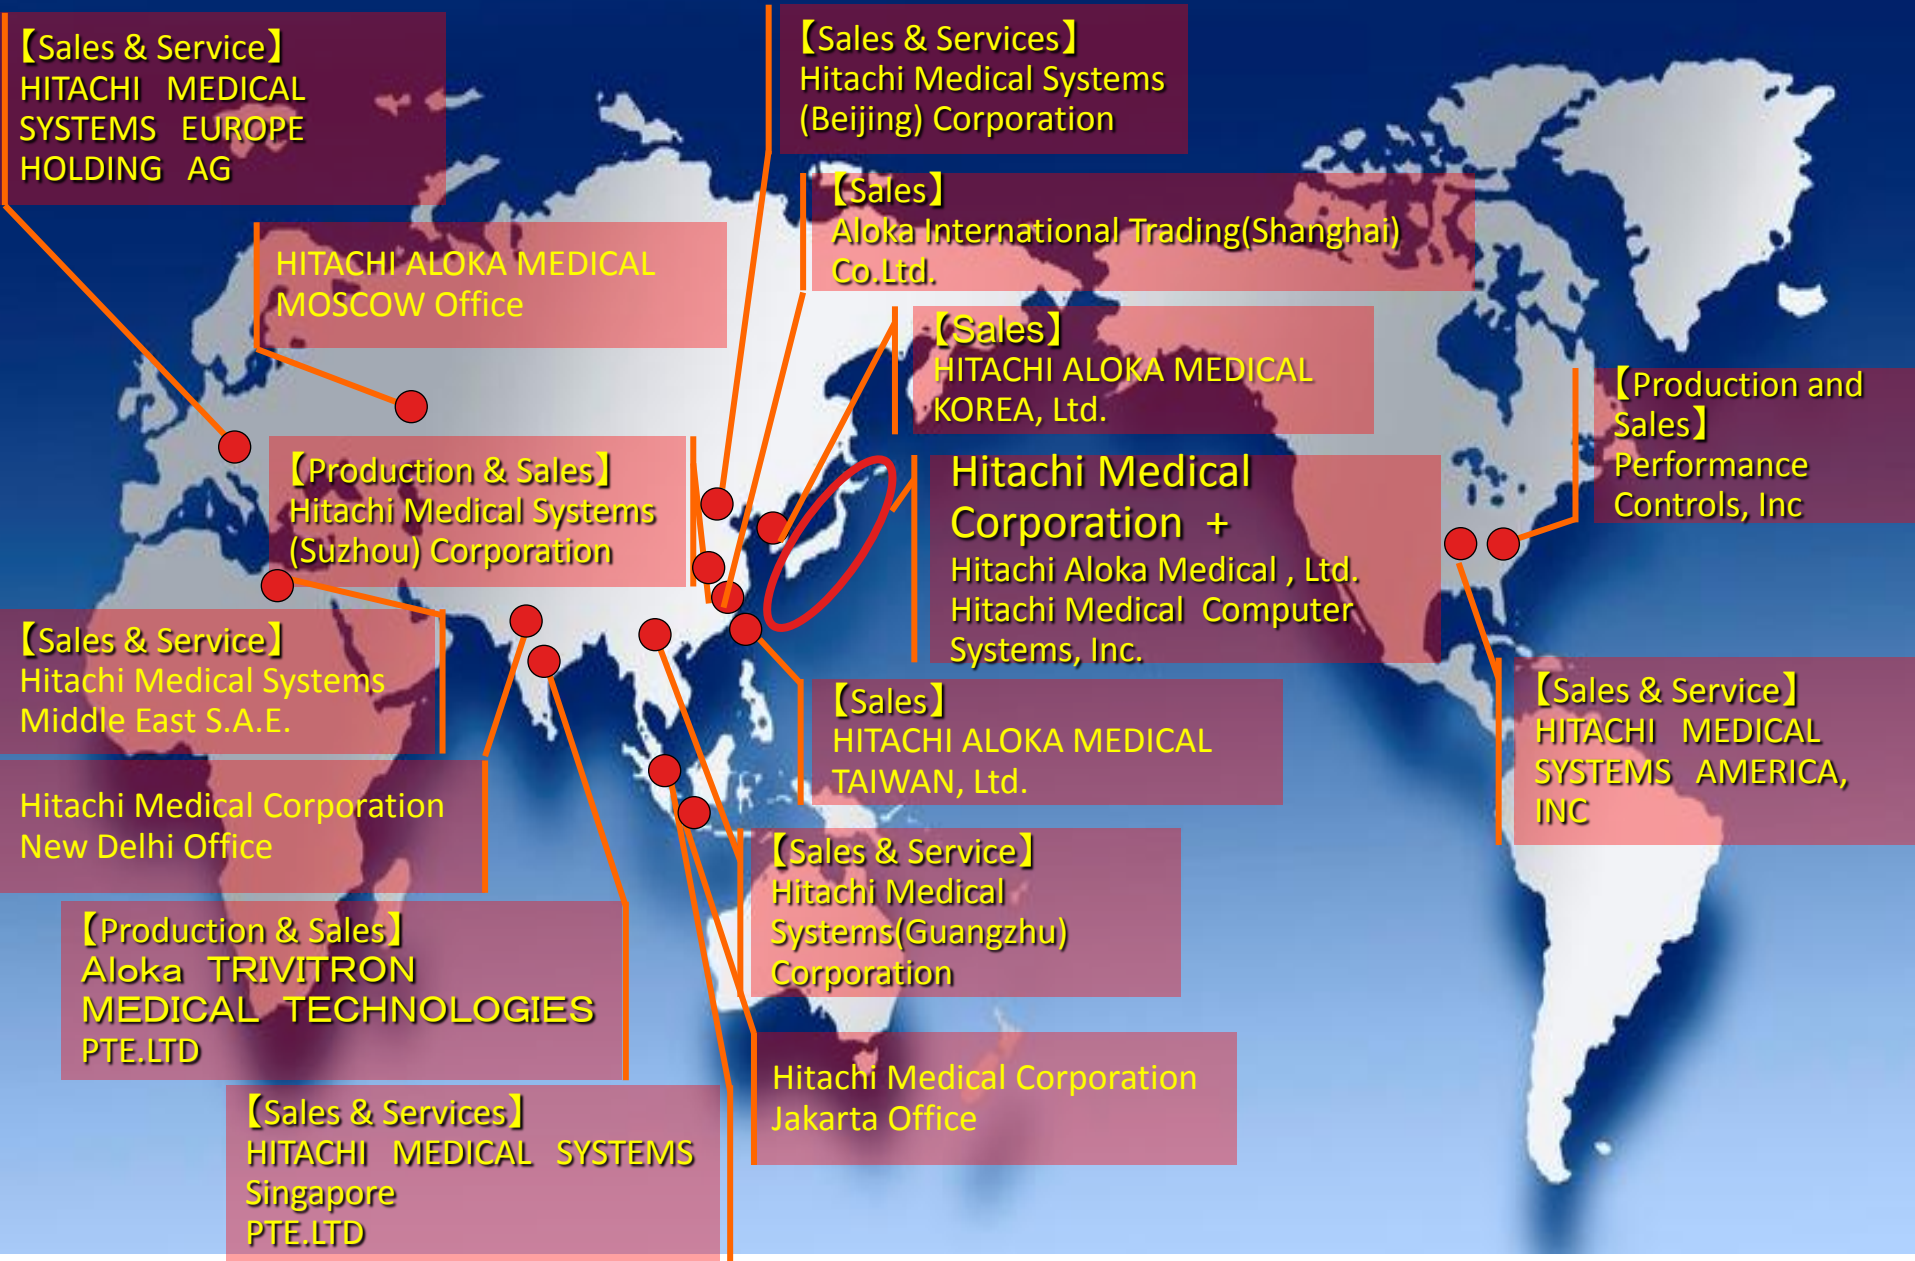 【Sales & Service】
HITACHI MEDICAL
SYSTEMS EUROPE
HOLDING AG
【Sales & Services】
Hitachi Medical Systems
(Beijing) Corporation
【Sales】
Aloka International Trading(Shanghai)
Co.Ltd.
HITACHI ALOKA MEDICAL
MOSCOW Office
【Sales】
HITACHI ALOKA MEDICAL
KOREA, Ltd.
【Production and
Sales】
Performance
Controls, Inc
【Production & Sales】
Hitachi Medical Systems
(Suzhou) Corporation
Hitachi Medical
Corporation +
Hitachi Aloka Medical , Ltd.
Hitachi Medical Computer
Systems, Inc.
【Sales & Service】
Hitachi Medical Systems
Middle East S.A.E.
【Sales】
HITACHI ALOKA MEDICAL
TAIWAN, Ltd.
【Sales & Service】
HITACHI MEDICAL
SYSTEMS AMERICA,
INC
Hitachi Medical Corporation
New Delhi Office
【Sales & Service】
Hitachi Medical
Systems(Guangzhu)
Corporation
【Production & Sales】
Aloka TRIVITRON
MEDICAL TECHNOLOGIES
PTE.LTD
Hitachi Medical Corporation
Jakarta Office
【Sales & Services】
HITACHI MEDICAL SYSTEMS
Singapore
PTE.LTD